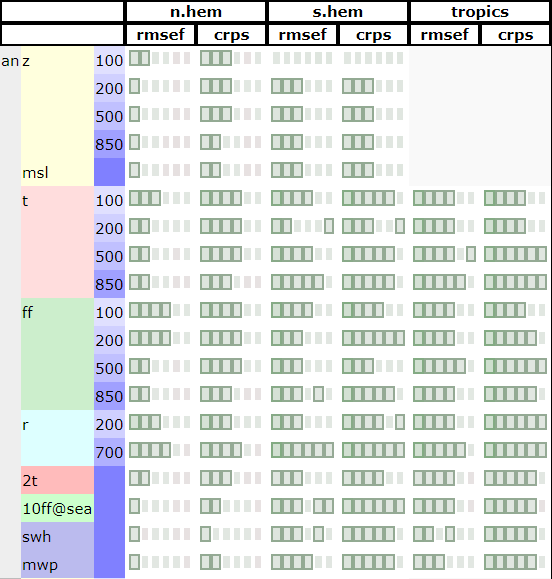 n.hem s.hem tropics
rmsef crps rmsef crps rmsef crps
an z 100
200
500
850
msl
t 100
200
500
850
ff 100
200
500
850
r 200
700
2t
10ff@sea
swh
mwp